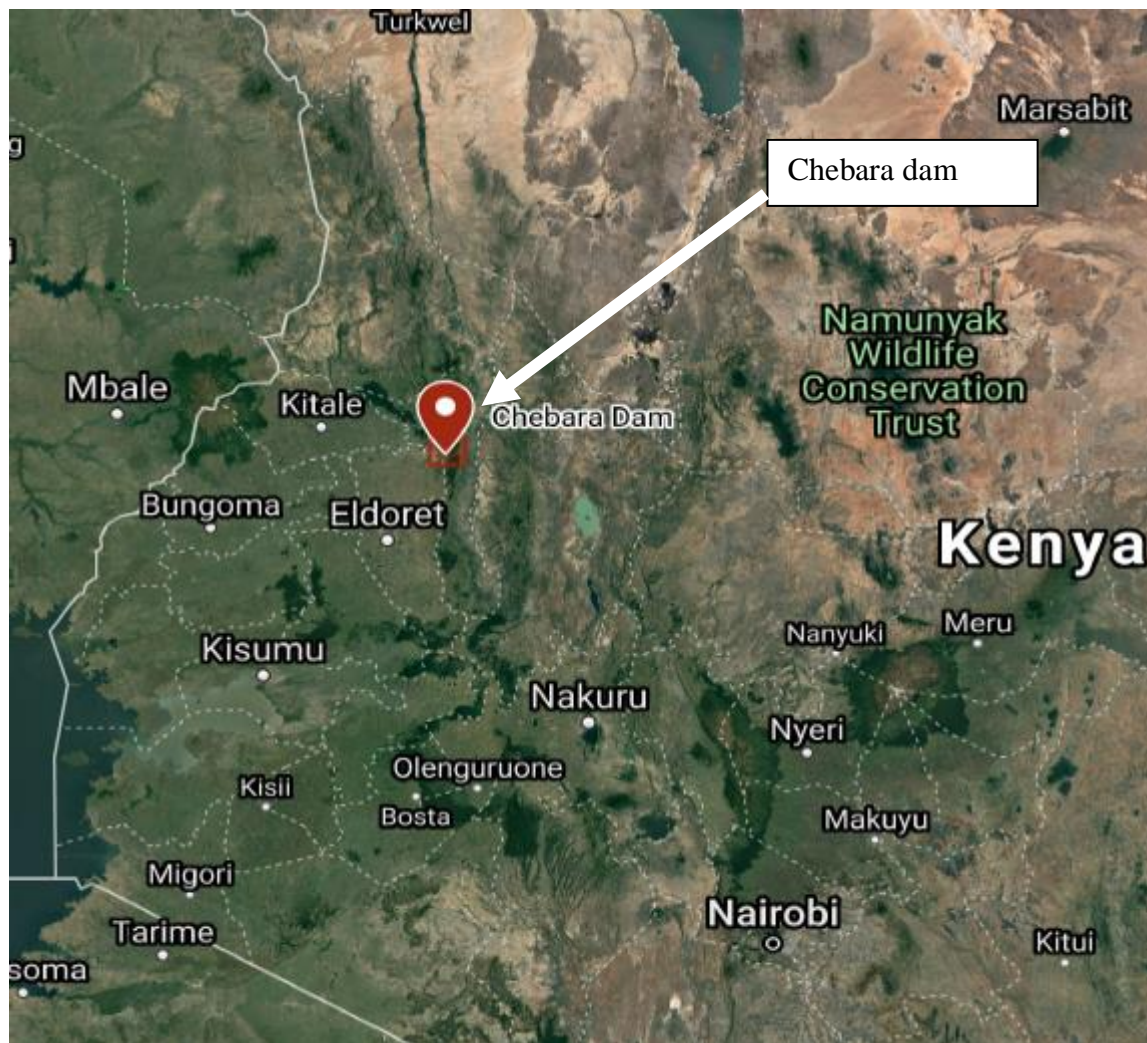 Turkwel
Marsabit
Chebara dam
g
Namunyak
Wildlife
Conservation
Trust
Mbale
Kitale
Chebara Dam
Bungoma
Eldoret
Kenya
Kisumu
Nanyuki
Meru
Nakuru
Nyeri
Olenguruone
Kisii
Bosta
Makuyu
Migori
Nairobi
Tarime
Kitui
soma